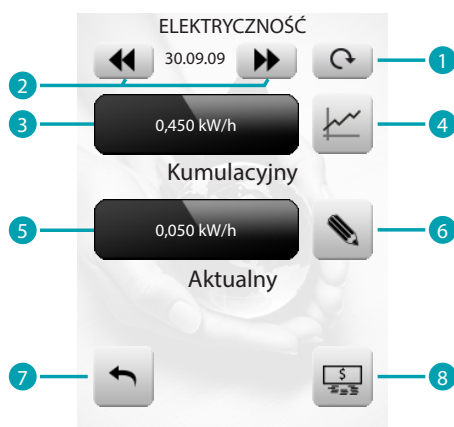 ELEKTRYCZNOŚĆ
30.09.09
1
2
3
0,450 kW/h
4
Kumulacyjny
5
0,050 kW/h
6
Aktualny
7
$
8